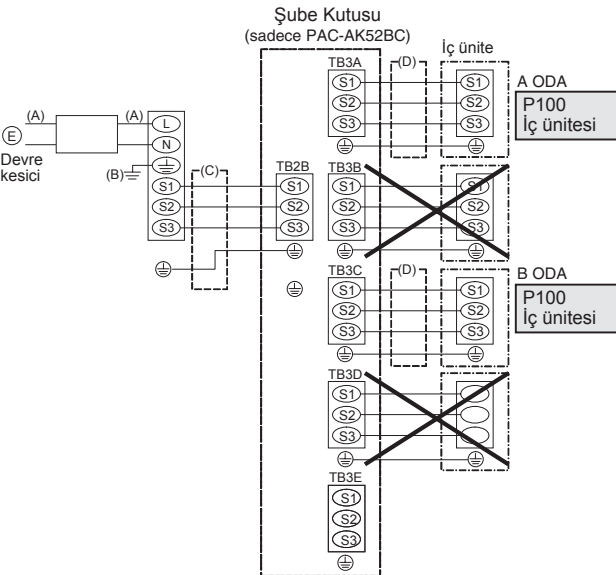 Şube Kutusu
(sadece PAC-AK52BC)
İç ünite
TB3A
(D)
S1
S2
S3
S1
S2
S3
A ODA
P100
İç ünitesi
E
Devre
kesici
(A)
(A)
L
N
(B)
S1
S2
S3
(C)
TB2B
S1
S2
S3
TB3B
S1
S2
S3
S1
S2
S3
TB3C
(D)
S1
S2
S3
S1
S2
S3
B ODA
P100
İç ünitesi
TB3D
S1
S2
S3
TB3E
S1
S2
S3